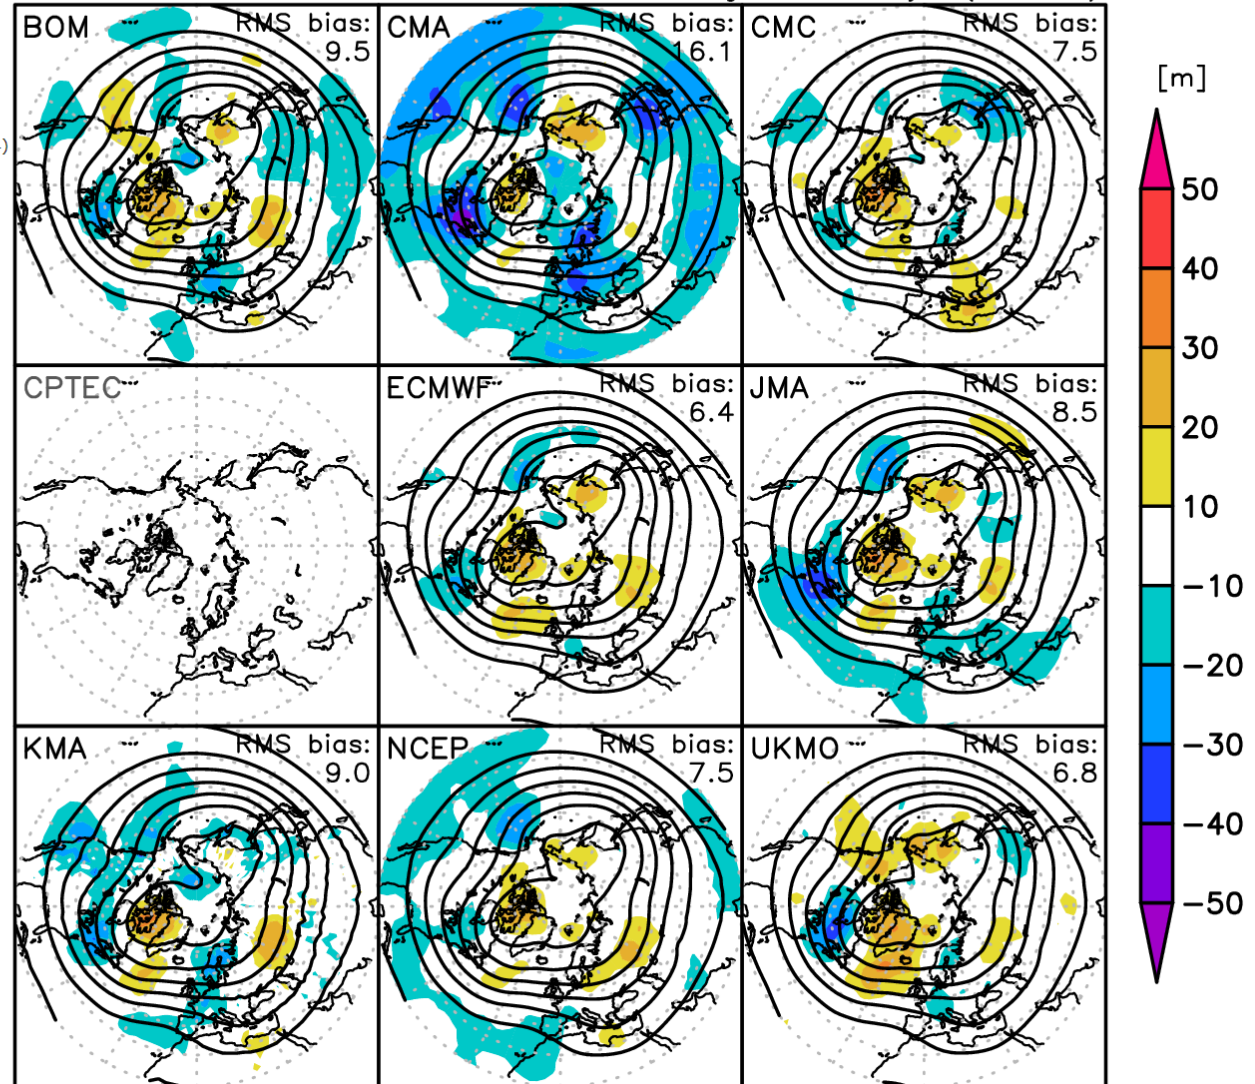 BOM RMS bias: 9.5
CMA RMS bias: 16.1
CMC RMS bias: 7.5
[m]
CPTEC
ECMWF RMS bias: 6.4
JMA RMS bias: 8.5
KMA RMS bias: 9.0
NCEP RMS bias: 7.5
UKMO RMS bias: 6.8
50
40
30
20
10
−10
−20
−30
−40
−50